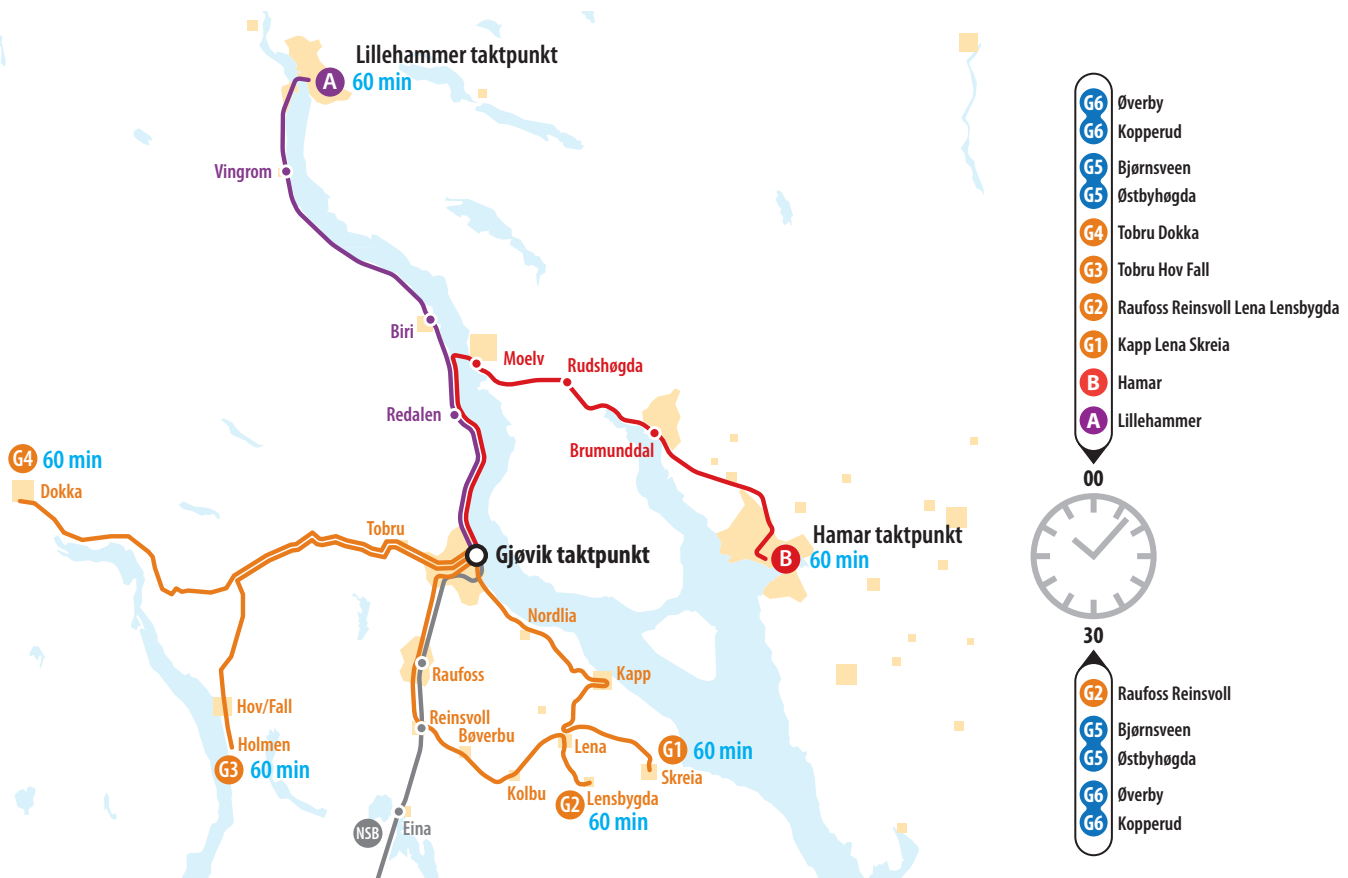 Lillehammer taktpunkt
A 60 min
Vingrom
Biri
Moelv
Rudshøgda
Redalen
Brumunddal
G4 60 min
Dokka
Tobru
Gjøvik taktpunkt
Hamar taktpunkt
B 60 min
Nordlia
Raufoss
Kapp
Hov/Fall
Reinsvoll
Bøverbu
Holmen
G3 60 min
Lena
G1 60 min
Skreia
Kolbu
G2 Lensbygda
60 min
NSB Eina
G6 Øverby
G6 Kopperud
G5 Bjørnsveen
G5 Østbyhøgda
G4 Tobru Dokka
G3 Tobru Hov Fall
G2 Raufoss Reinsvoll Lena Lensbygda
G1 Kapp Lena Skreia
B Hamar
A Lillehammer
00
30
G2 Raufoss Reinsvoll
G5 Bjørnsveen
G5 Østbyhøgda
G6 Øverby
G6 Kopperud